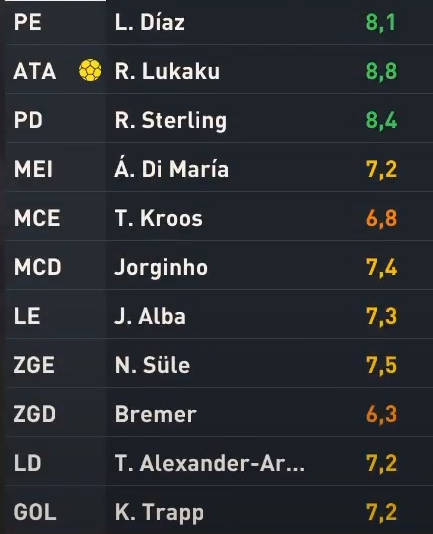 PE L. Díaz 8,1
ATA R. Lukaku 8,8
PD R. Sterling 8,4
MEI Á. Di María 7,2
MCE T. Kroos 6,8
MCD Jorginho 7,4
LE J. Alba 7,3
ZGE N. Süle 7,5
ZGD Bremer 6,3
LD T. Alexander-Ar... 7,2
GOL K. Trapp 7,2